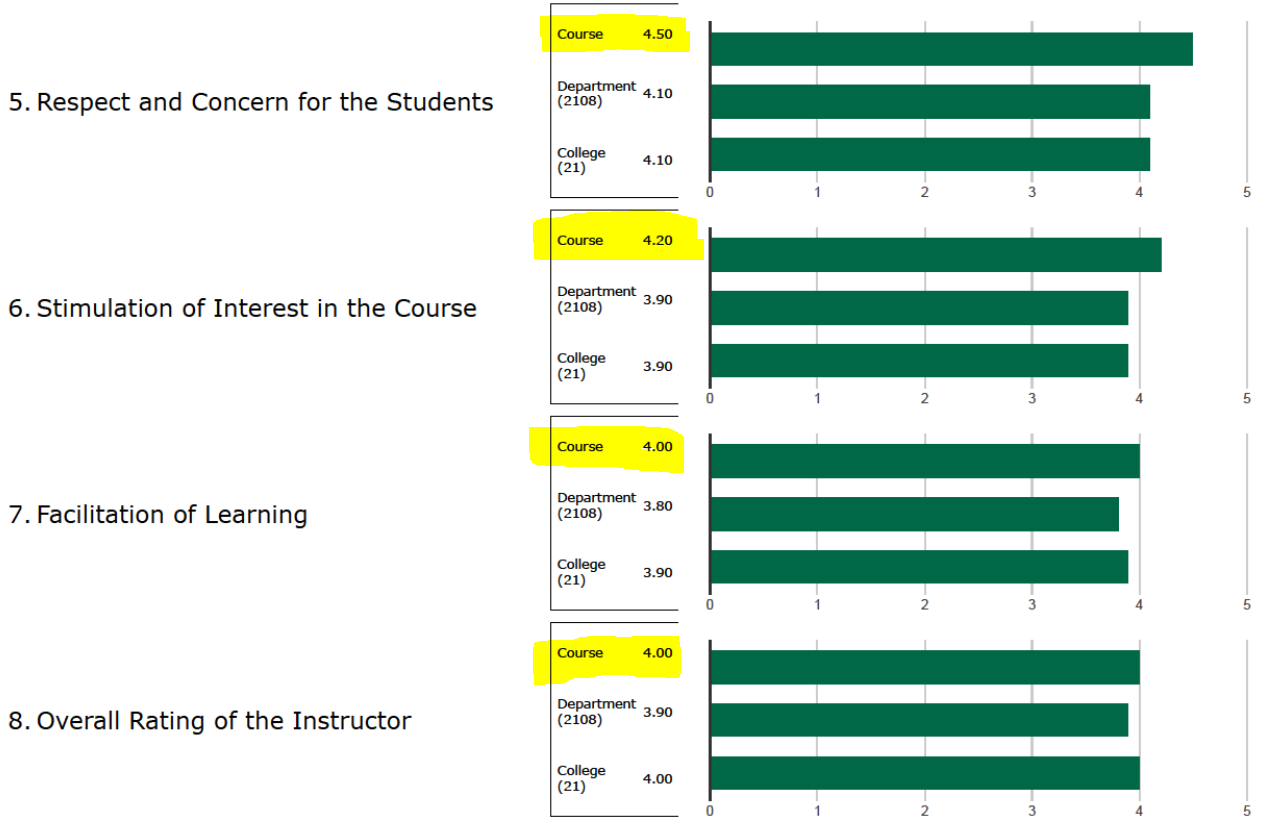 5. Respect and Concern for the Students
Course 4.50
Department
(2108) 4.10
College
(21) 4.10
0 1 2 3 4 5
6. Stimulation of Interest in the Course
Course 4.20
Department
(2108) 3.90
College
(21) 3.90
0 1 2 3 4 5
7. Facilitation of Learning
Course 4.00
Department
(2108) 3.80
College
(21) 3.90
0 1 2 3 4 5
8. Overall Rating of the Instructor
Course 4.00
Department
(2108) 3.90
College
(21) 4.00
0 1 2 3 4 5